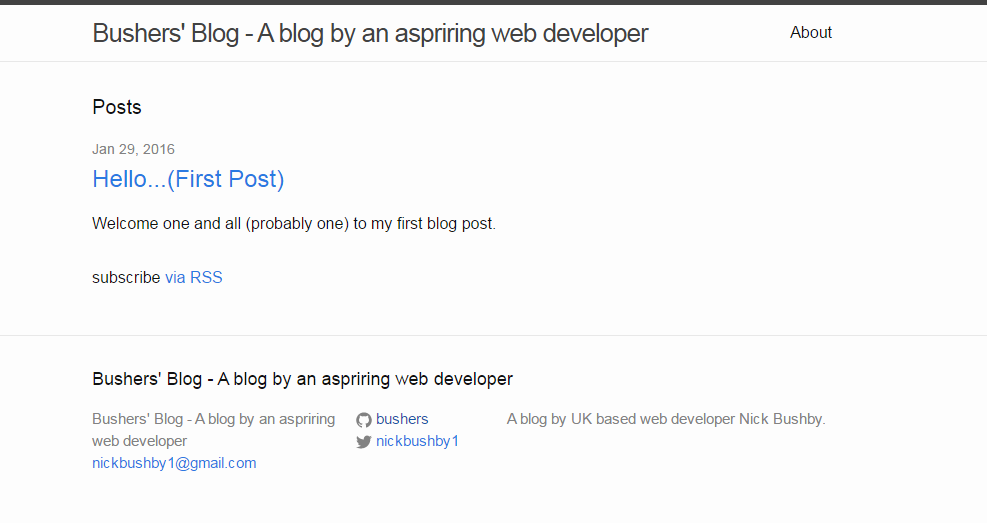 Bushers' Blog - A blog by an aspriring web developer
About
Posts
Jan 29, 2016
Hello...(First Post)
Welcome one and all (probably one) to my first blog post.
subscribe via RSS
Bushers' Blog - A blog by an aspriring web developer
Bushers' Blog - A blog by an aspriring
web developer
nickbushby1@gmail.com
bushers
nickbushby1
A blog by UK based web developer Nick Bushby.